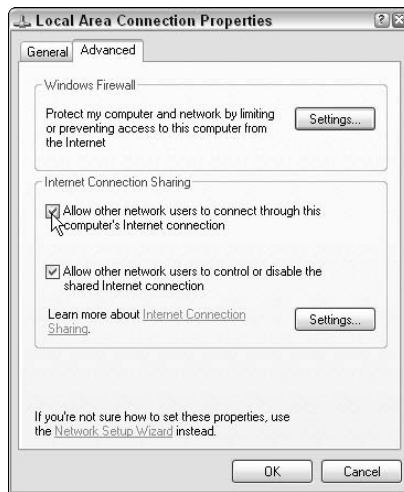 Local Area Connection Properties
General
Advanced
Windows Firewall
Protect my computer and network by limiting
or preventing access to this computer from
the Internet
Settings...
Internet Connection Sharing
Allow other network users to connect through this
computer's Internet connection
Allow other network users to control or disable the
shared Internet connection
Learn more about Internet Connection
Sharing.
Settings...
If you're not sure how to set these properties, use
the Network Setup Wizard instead.
OK
Cancel